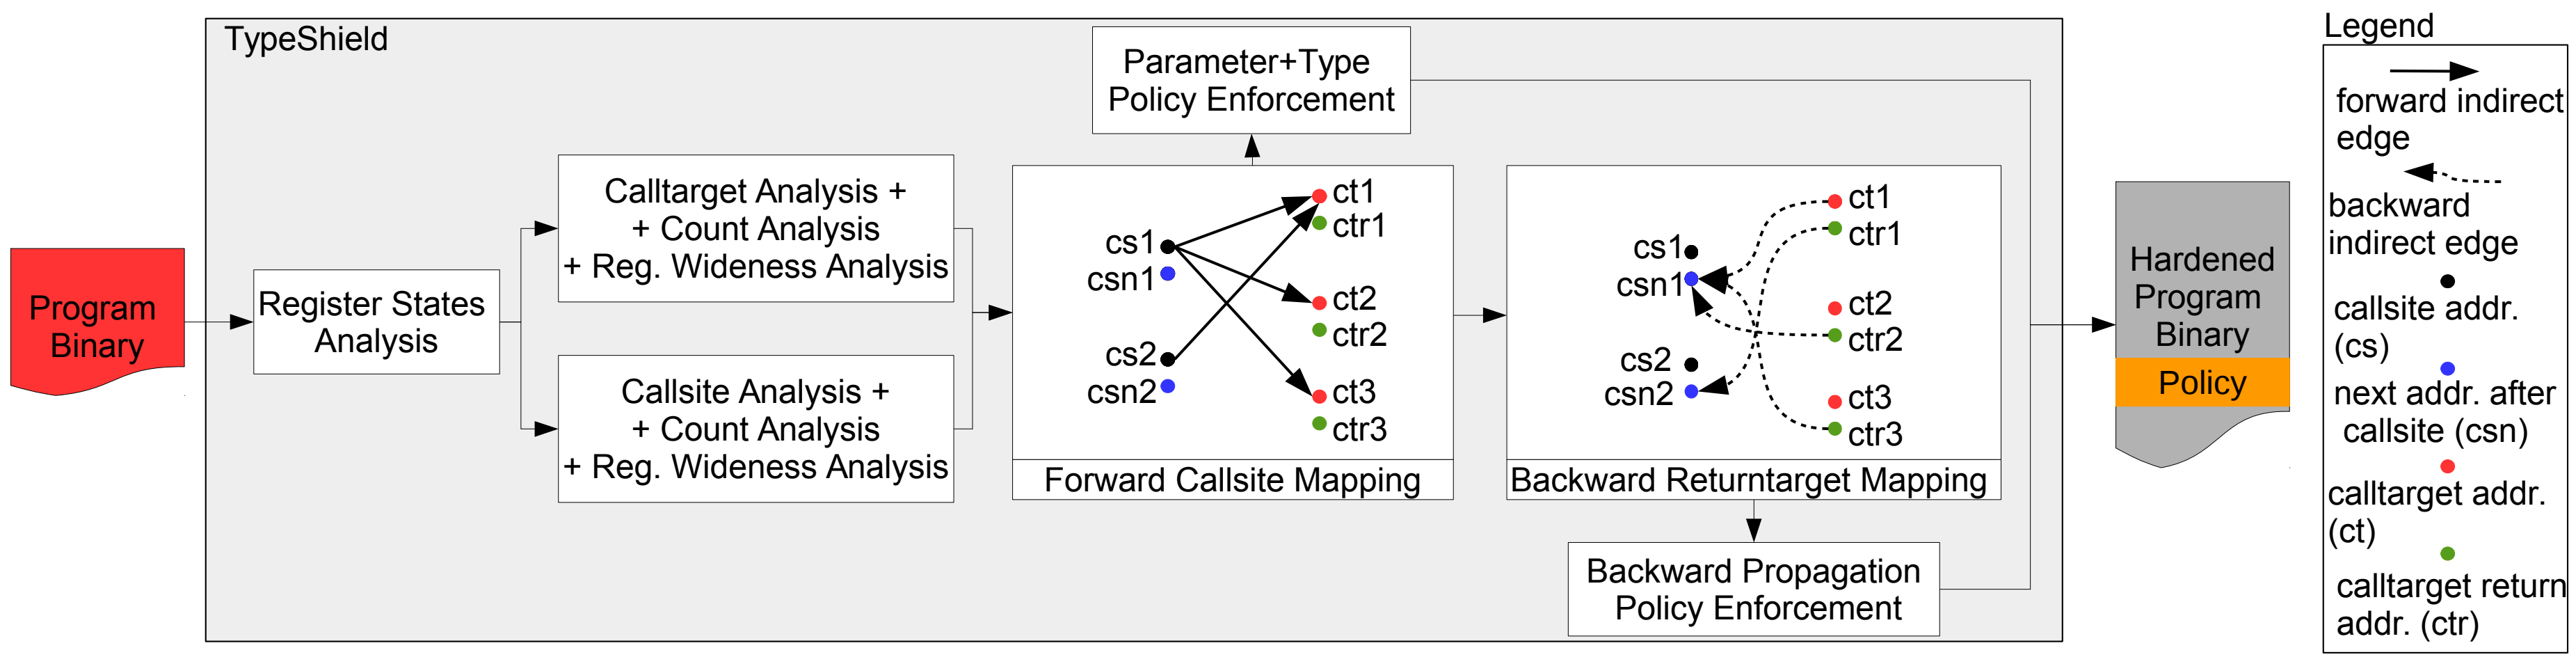 TypeShield
Program
Binary
Register States
Analysis
Calltarget Analysis +
+ Count Analysis
+ Reg. Wideness Analysis
Callsite Analysis +
+ Count Analysis
+ Reg. Wideness Analysis
Parameter+Type
Policy Enforcement
cs1
csn1
cs2
csn2
ct1
ctr1
ct2
ctr2
ct3
ctr3
Forward Callsite Mapping
cs1
csn1
cs2
csn2
ct1
ctr1
ct2
ctr2
ct3
ctr3
Backward Returntarget Mapping
Backward Propagation
Policy Enforcement
Hardened
Program
Binary
Policy
Legend
forward indirect
edge
backward
indirect edge
callsite addr.
(cs)
next addr. after
callsite (csn)
calltarget addr.
(ct)
calltarget return
addr. (ctr)